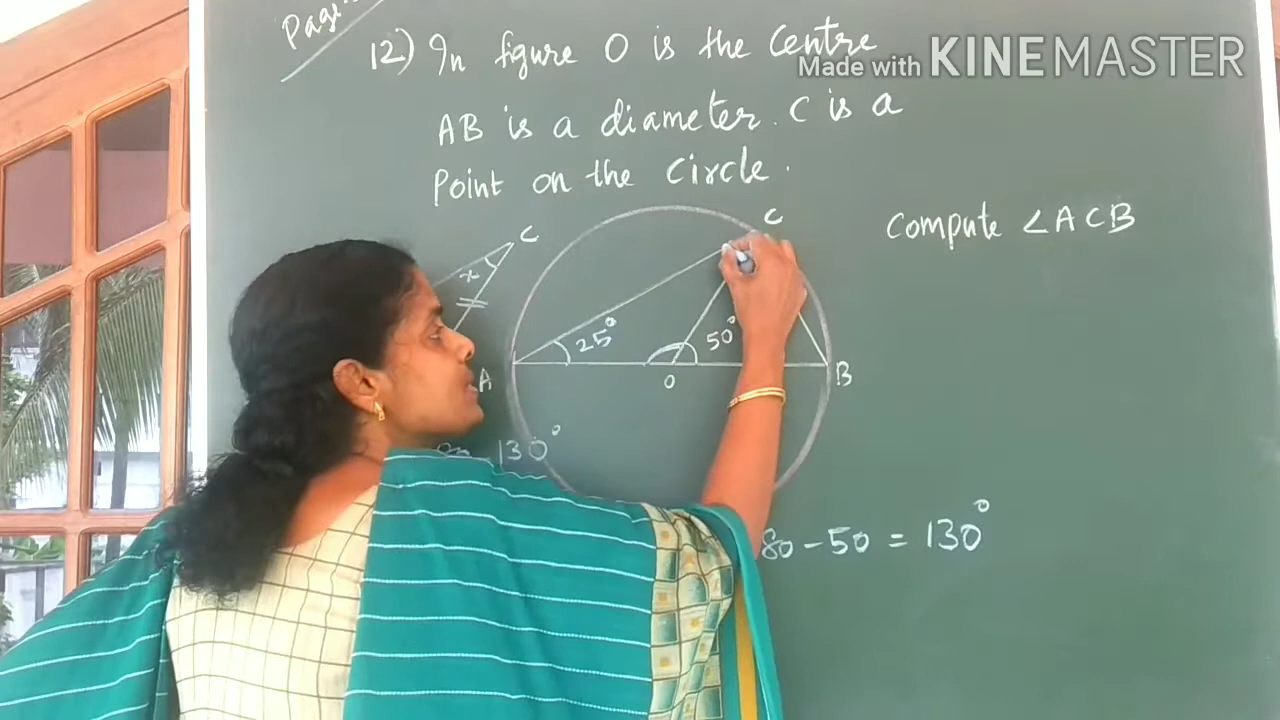 Page
12) In figure O is the Centre
Made with KINEMASTER
AB is a diameter. C is a
Point on the Circle.
Compute ∠ACB
C
C
x
25°
50°
A
O
B
130°
80 - 50 = 130°